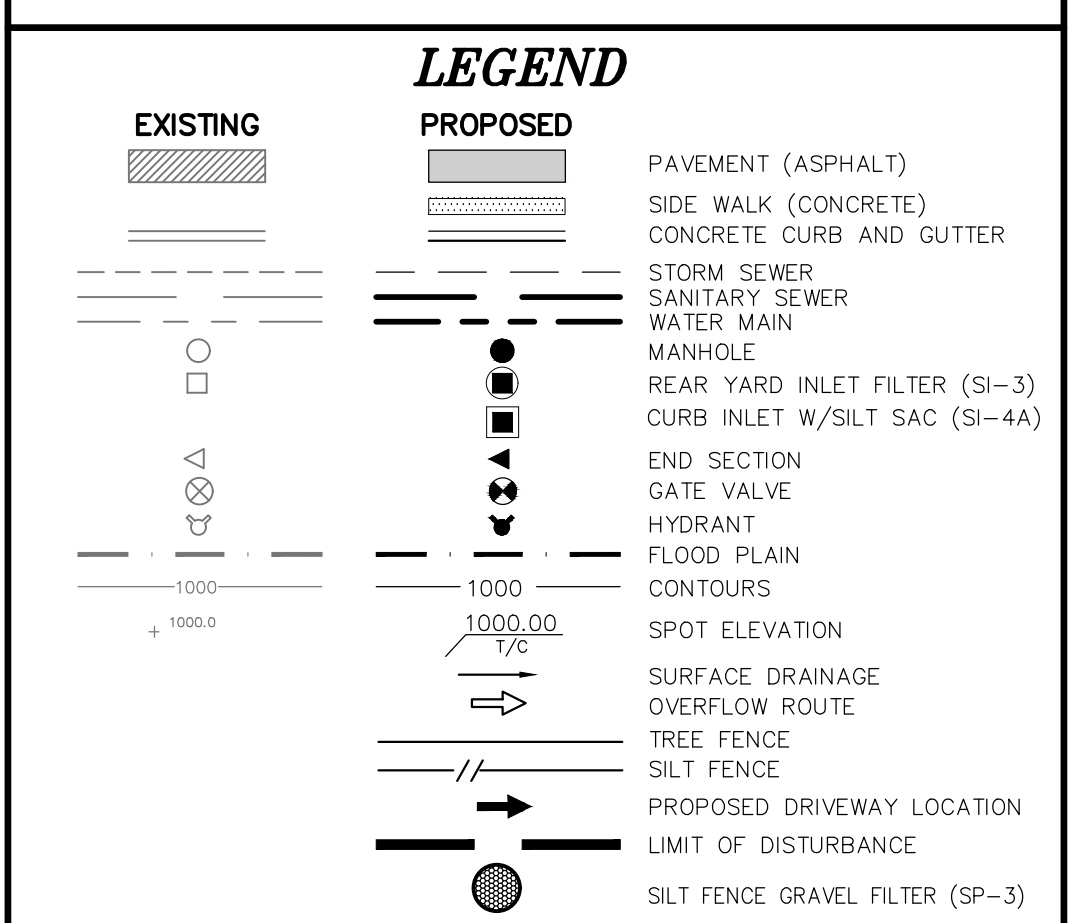 LEGEND
EXISTING PROPOSED
PAVEMENT (ASPHALT)
SIDE WALK (CONCRETE)
CONCRETE CURB AND GUTTER
STORM SEWER
SANITARY SEWER
WATER MAIN
MANHOLE
REAR YARD INLET FILTER (SI-3)
CURB INLET W/SILT SAC (SI-4A)
END SECTION
GATE VALVE
HYDRANT
FLOOD PLAIN
1000 1000 CONTOURS
1000.0 1000.00 T/C SPOT ELEVATION
SURFACE DRAINAGE
OVERFLOW ROUTE
TREE FENCE
SILT FENCE
PROPOSED DRIVEWAY LOCATION
LIMIT OF DISTURBANCE
SILT FENCE GRAVEL FILTER (SP-3)